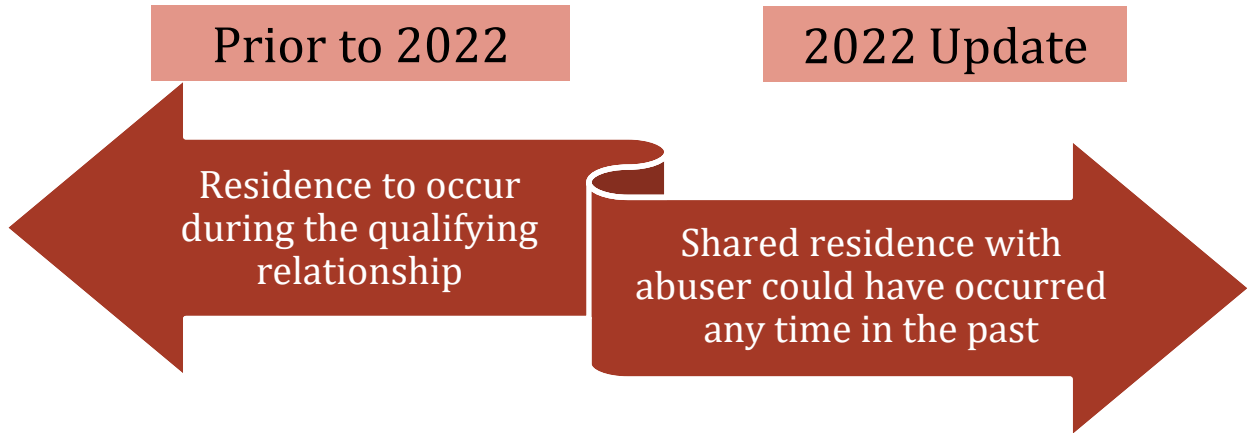 Prior to 2022
2022 Update
Residence to occur
during the qualifying
relationship
Shared residence with
abuser could have occurred
any time in the past